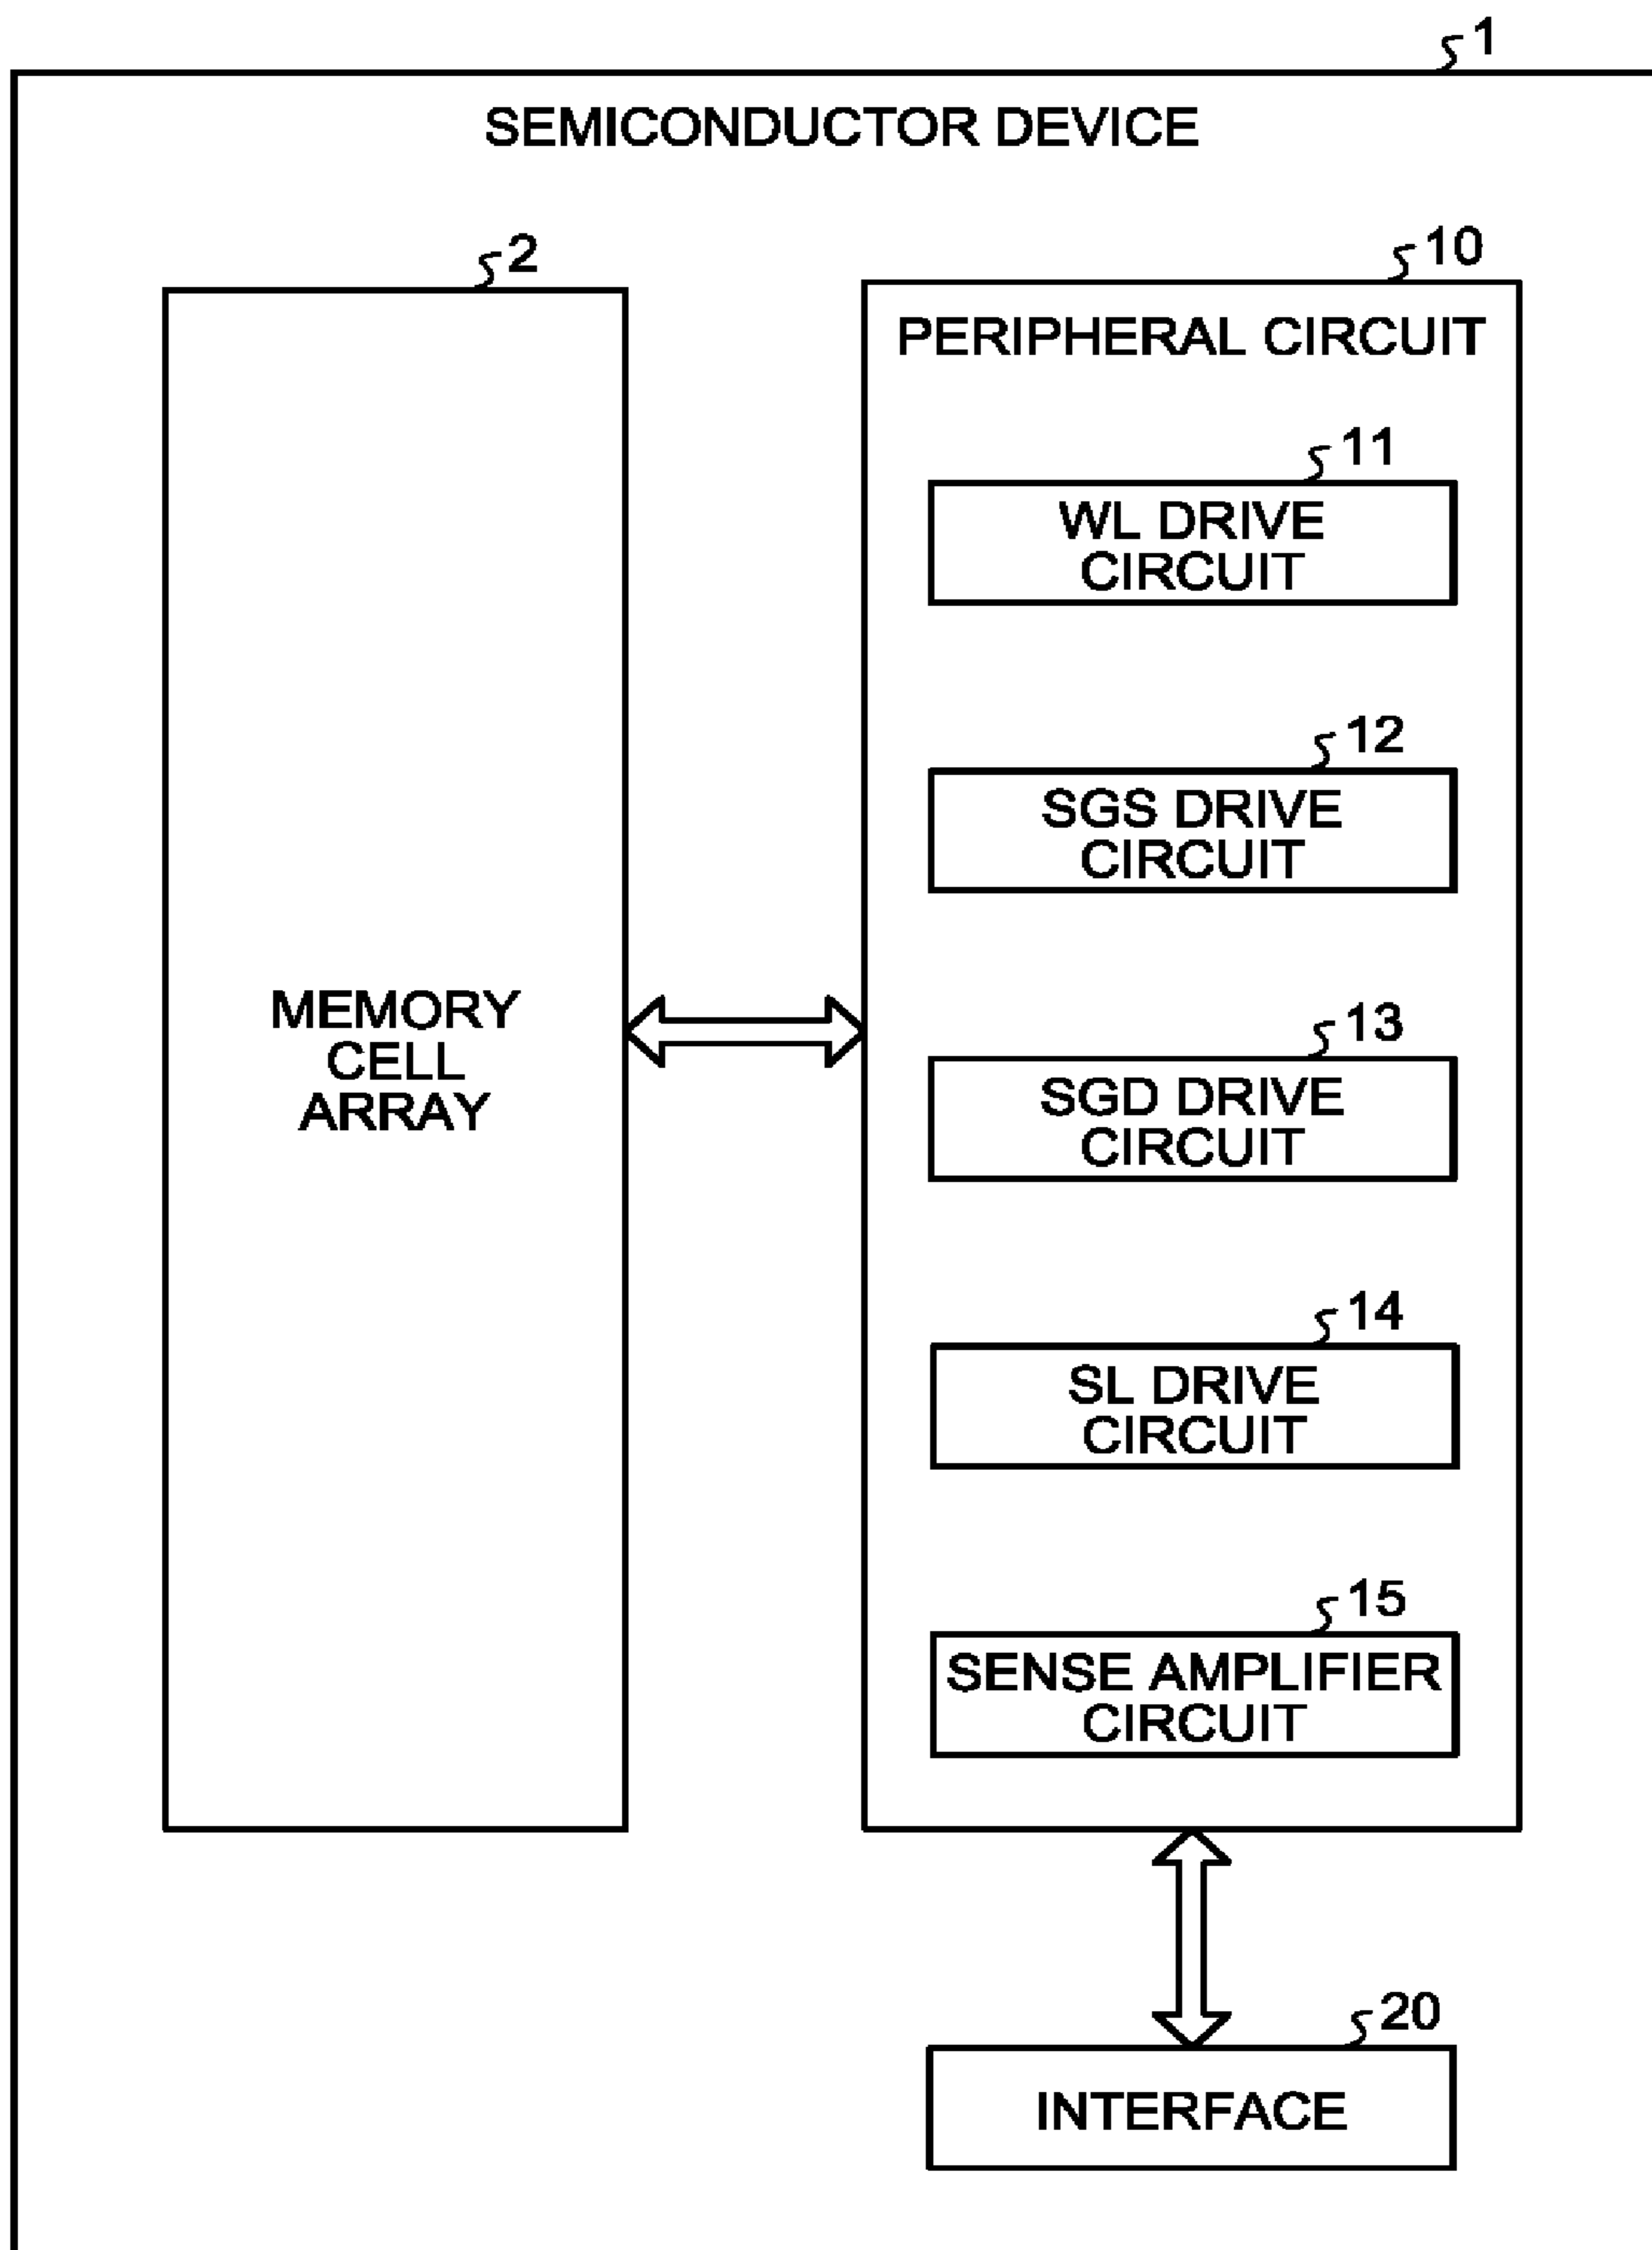 1
SEMICONDUCTOR DEVICE
2
10
PERIPHERAL CIRCUIT
11
WL DRIVE
CIRCUIT
12
SGS DRIVE
CIRCUIT
MEMORY
CELL
ARRAY
13
SGD DRIVE
CIRCUIT
14
SL DRIVE
CIRCUIT
15
SENSE AMPLIFIER
CIRCUIT
20
INTERFACE